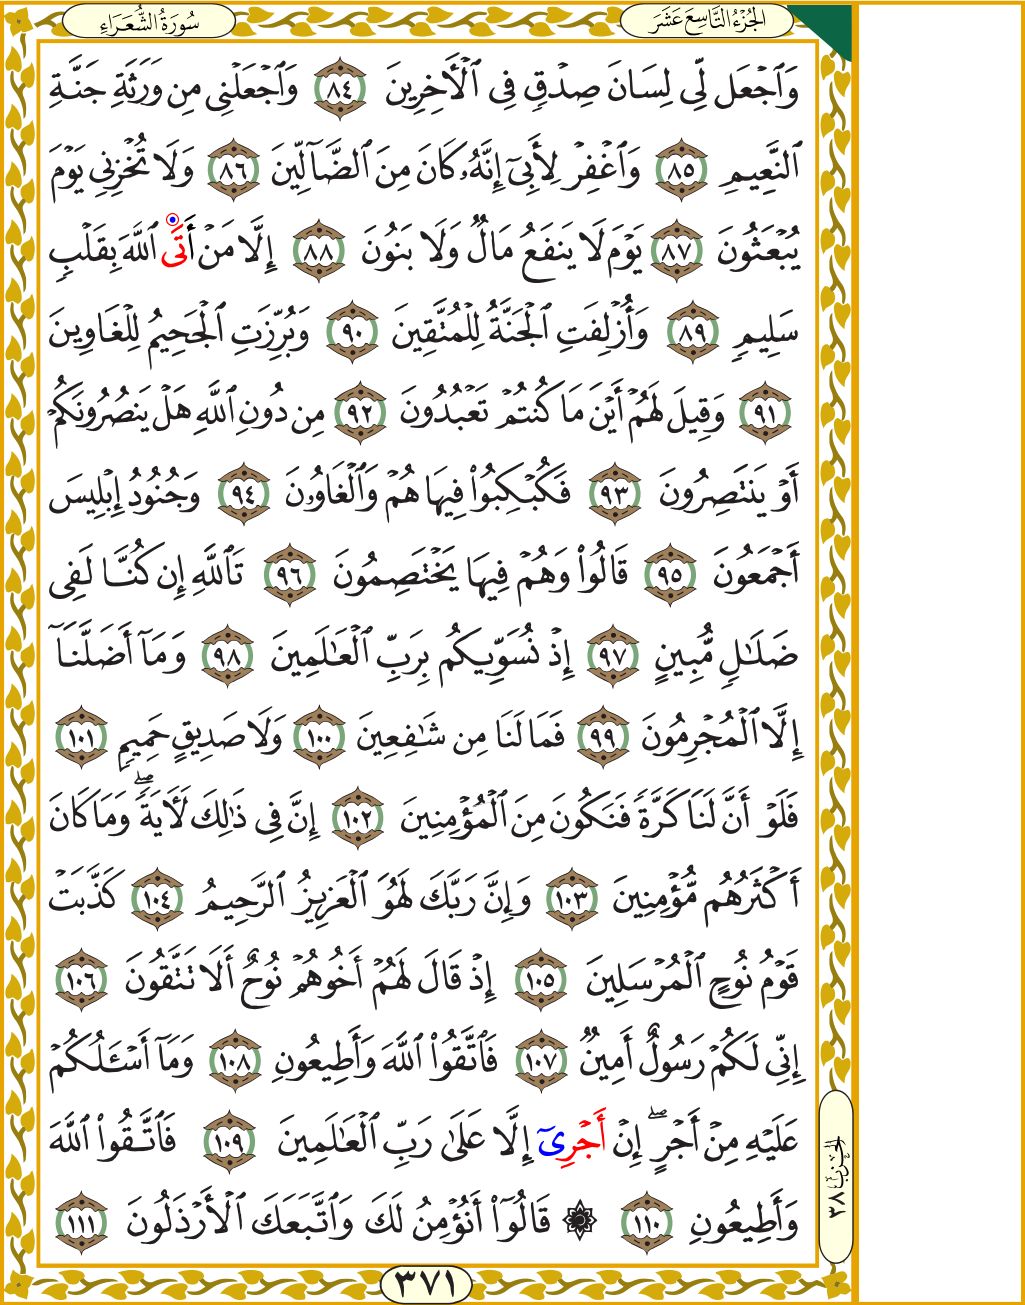 الجُزْءُ التَّاسِعَ عَشَرَ
سُورَةُ الشُّعَرَاءِ
وَٱجْعَل لِّى لِسَانَ صِدْقٍ فِى ٱلْأَخِرِينَ ٨٤ وَٱجْعَلْنِى مِن وَرَثَةِ جَنَّةِ
ٱلنَّعِيمِ ٨٥ وَٱغْفِرْ لِأَبِىٓ إِنَّهُۥ كَانَ مِنَ ٱلضَّآلِّينَ ٨٦ وَلَا تُخْزِنِى يَوْمَ
يُبْعَثُونَ ٨٧ يَوْمَ لَا يَنفَعُ مَالٌ وَلَا بَنُونَ ٨٨ إِلَّا مَنْ أَتَى ٱللَّهَ بِقَلْبٍ
سَلِيمٍ ٨٩ وَأُزْلِفَتِ ٱلْجَنَّةُ لِلْمُتَّقِينَ ٩٠ وَبُرِّزَتِ ٱلْجَحِيمُ لِلْغَاوِينَ
٩١ وَقِيلَ لَهُمْ أَيْنَ مَا كُنتُمْ تَعْبُدُونَ ٩٢ مِن دُونِ ٱللَّهِ هَلْ يَنصُرُونَكُمْ
أَوْ يَنتَصِرُونَ ٩٣ فَكُبْكِبُوا۟ فِيهَا هُمْ وَٱلْغَاوُۥنَ ٩٤ وَجُنُودُ إِبْلِيسَ
أَجْمَعُونَ ٩٥ قَالُوا۟ وَهُمْ فِيهَا يَخْتَصِمُونَ ٩٦ تَٱللَّهِ إِن كُنَّا لَفِى
ضَلَٰلٍ مُّبِينٍ ٩٧ إِذْ نُسَوِّيكُم بِرَبِّ ٱلْعَٰلَمِينَ ٩٨ وَمَآ أَضَلَّنَآ
إِلَّا ٱلْمُجْرِمُونَ ٩٩ فَمَا لَنَا مِن شَٰفِعِينَ ١٠٠ وَلَا صَدِيقٍ حَمِيمٍ ١٠١
فَلَوْ أَنَّ لَنَا كَرَّةً فَنَكُونَ مِنَ ٱلْمُؤْمِنِينَ ١٠٢ إِنَّ فِى ذَٰلِكَ لَأَيَةً ۖ وَمَا كَانَ
أَكْثَرُهُم مُّؤْمِنِينَ ١٠٣ وَإِنَّ رَبَّكَ لَهُوَ ٱلْعَزِيزُ ٱلرَّحِيمُ ١٠٤ كَذَّبَتْ
قَوْمُ نُوحٍ ٱلْمُرْسَلِينَ ١٠٥ إِذْ قَالَ لَهُمْ أَخُوهُمْ نُوحٌ أَلَا تَتَّقُونَ ١٠٦
إِنِّى لَكُمْ رَسُولٌ أَمِينٌ ١٠٧ فَٱتَّقُوا۟ ٱللَّهَ وَأَطِيعُونِ ١٠٨ وَمَآ أَسْـَٔلُكُمْ
عَلَيْهِ مِنْ أَجْرٍ ۖ إِنْ أَجْرِىٓ إِلَّا عَلَىٰ رَبِّ ٱلْعَٰلَمِينَ ١٠٩ فَٱتَّقُوا۟ ٱللَّهَ
وَأَطِيعُونِ ١١٠ ۞ قَالُوٓا۟ أَنُؤْمِنُ لَكَ وَٱتَّبَعَكَ ٱلْأَرْذَلُونَ ١١١
الحِزْبُ ٣٨
٣٧١